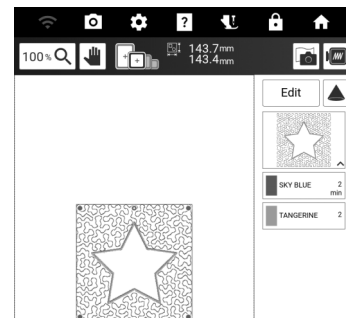 ?
100% 143.7mm
143.4mm
Edit
SKY BLUE 2
min
TANGERINE 2